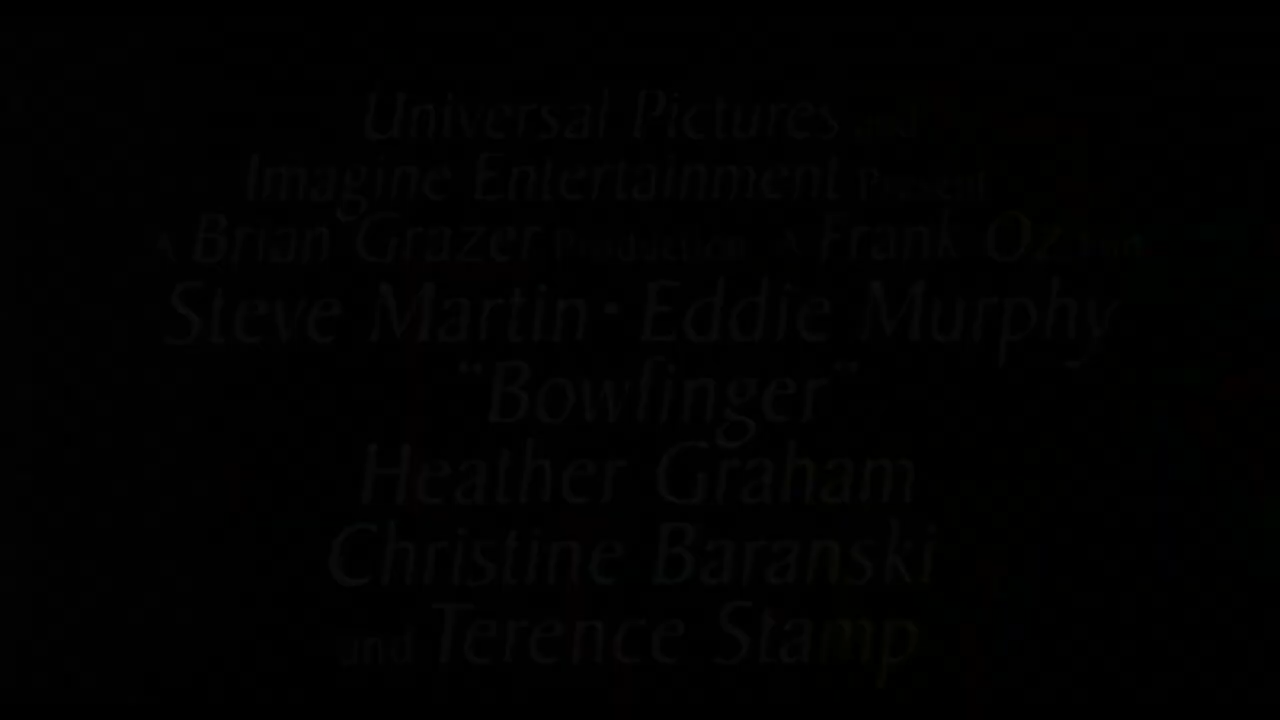 Universal Pictures and
Imagine Entertainment Present
A Brian Grazer Production A Frank Oz Film
Steve Martin · Eddie Murphy
"Bowfinger"
Heather Graham
Christine Baranski
and Terence Stamp